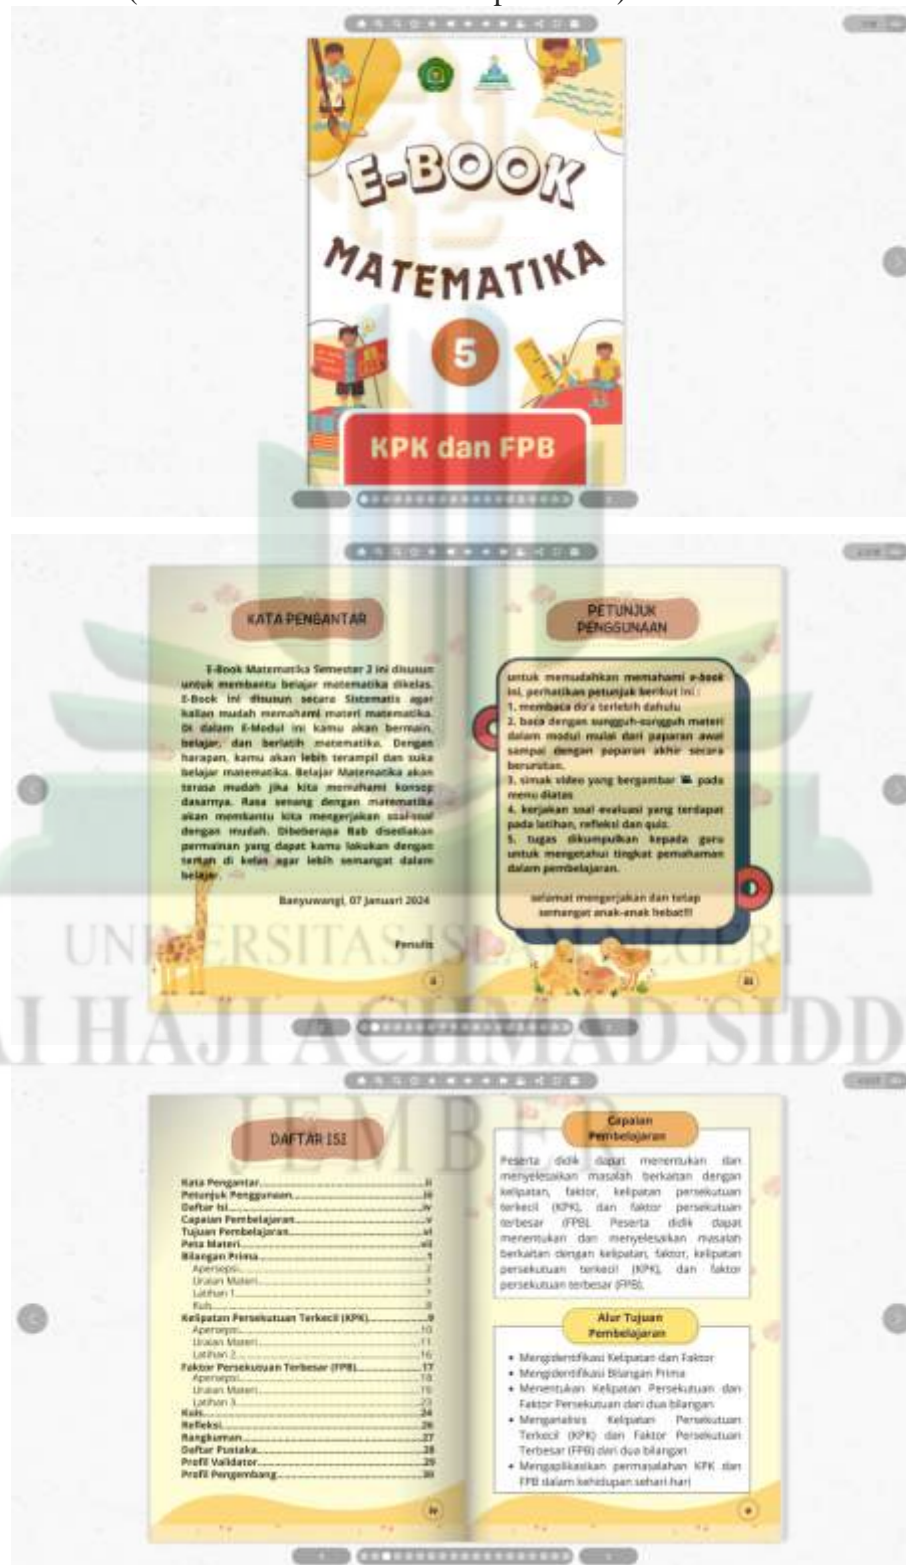 E-BOOK
MATEMATIKA
5
KPK dan FPB
KATA PENGANTAR
E-Book Matematika Semester 2 ini disusun
untuk membantu belajar matematika dikelas.
E-Book ini disusun secara Sistematis agar
kalian mudah memahami materi matematika.
Di dalam E-Modul ini kamu akan bermain,
belajar, dan berlatih matematika. Dengan
harapan, kamu akan lebih terampil dan suka
belajar matematika. Belajar Matematika akan
terasa mudah jika kita memahami konsep
dasarnya. Rasa senang dengan matematika
akan membantu kita mengerjakan soal-soal
dengan mudah. Dibeberapa Bab disediakan
permainan yang dapat kamu lakukan dengan
teman di kelas agar lebih semangat dalam
belajar.
Banyuwangi, 07 Januari 2024
Penulis
ii
PETUNJUK
PENGGUNAAN
untuk memudahkan memahami e-book
ini, perhatikan petunjuk berikut ini :
1. membaca do'a terlebih dahulu
2. baca dengan sungguh-sungguh materi
dalam modul mulai dari paparan awal
sampai dengan paparan akhir secara
berurutan.
3. simak video yang bergambar pada
menu diatas
4. kerjakan soal evaluasi yang terdapat
pada latihan, refleksi dan quiz.
5. tugas dikumpulkan kepada guru
untuk mengetahui tingkat pemahaman
dalam pembelajaran.
selamat mengerjakan dan tetap
semangat anak-anak hebat!!!
iii
UNIVERSITAS ISLAM NEGERI
HAJI ACHMAD SIDD
JEMBER
DAFTAR ISI
Kata Pengantar...ii
Petunjuk Penggunaan...iii
Daftar Isi...iv
Capaian Pembelajaran...v
Tujuan Pembelajaran...vi
Peta Materi...vii
Bilangan Prima...1
Apersepsi...2
Uraian Materi...3
Latihan 1...7
Kuis...8
Kelipatan Persekutuan Terkecil (KPK)...9
Apersepsi...10
Uraian Materi...11
Latihan 2...16
Faktor Persekutuan Terbesar (FPB)...17
Apersepsi...18
Uraian Materi...19
Latihan 3...23
Kuis...24
Refleksi...26
Rangkuman...27
Daftar Pustaka...28
Profil Validator...29
Profil Pengembang...30
iv
Capaian
Pembelajaran
Peserta didik dapat menentukan dan
menyelesaikan masalah berkaitan dengan
kelipatan, faktor, kelipatan persekutuan
terkecil (KPK), dan faktor persekutuan
terbesar (FPB). Peserta didik dapat
menentukan dan menyelesaikan masalah
berkaitan dengan kelipatan, faktor, kelipatan
persekutuan terkecil (KPK), dan faktor
persekutuan terbesar (FPB).
Alur Tujuan
Pembelajaran
• Mengidentifikasi Kelipatan dan Faktor
• Mengidentifikasi Bilangan Prima
• Menentukan Kelipatan Persekutuan dan
Faktor Persekutuan dari dua bilangan
• Menganalisis Kelipatan Persekutuan
Terkecil (KPK) dan Faktor Persekutuan
Terbesar (FPB) dari dua bilangan
• Mengaplikasikan permasalahan KPK dan
FPB dalam kehidupan sehari-hari
v